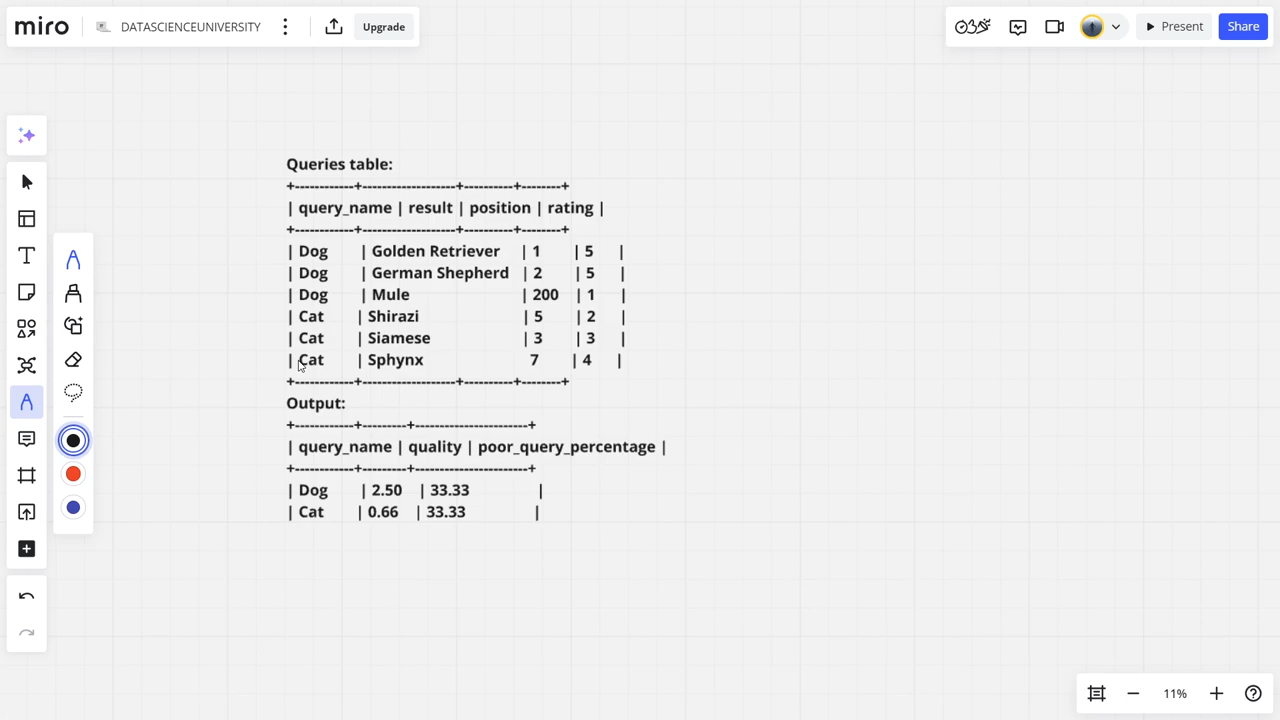 miro DATASCIENCEUNIVERSITY Upgrade Present Share
Queries table:
+------------+-------------------+----------+--------+
| query_name | result | position | rating |
+------------+-------------------+----------+--------+
| Dog | Golden Retriever | 1 | 5 |
| Dog | German Shepherd | 2 | 5 |
| Dog | Mule | 200 | 1 |
| Cat | Shirazi | 5 | 2 |
| Cat | Siamese | 3 | 3 |
| Cat | Sphynx 7 | 4 |
+------------+-------------------+----------+--------+
Output:
+------------+---------+-----------------------+
| query_name | quality | poor_query_percentage |
+------------+---------+-----------------------+
| Dog | 2.50 | 33.33 |
| Cat | 0.66 | 33.33 |
11%